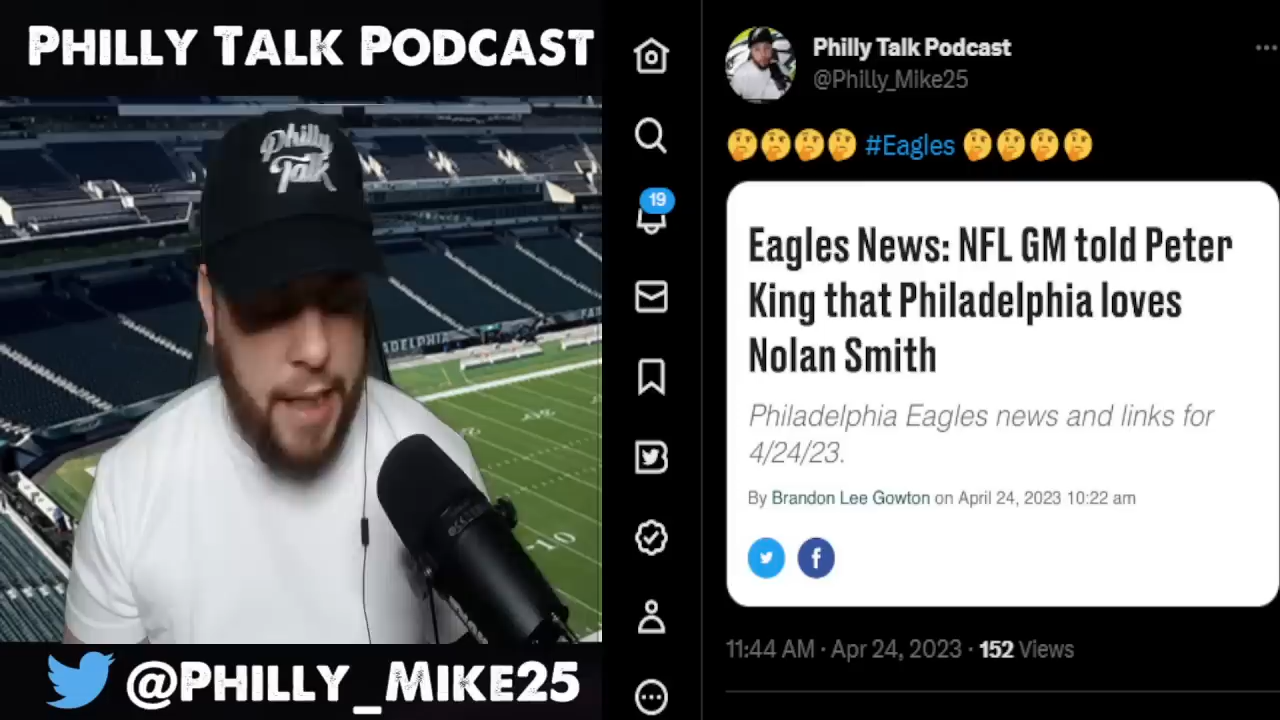 PHILLY TALK PODCAST
Philly
Talk
@PHILLY_MIKE25
19
Philly Talk Podcast
@Philly_Mike25
🤔🤔🤔🤔 #Eagles 🤔🤔🤔🤔
Eagles News: NFL GM told Peter
King that Philadelphia loves
Nolan Smith
Philadelphia Eagles news and links for
4/24/23.
By Brandon Lee Gowton on April 24, 2023 10:22 am
11:44 AM · Apr 24, 2023 · 152 Views